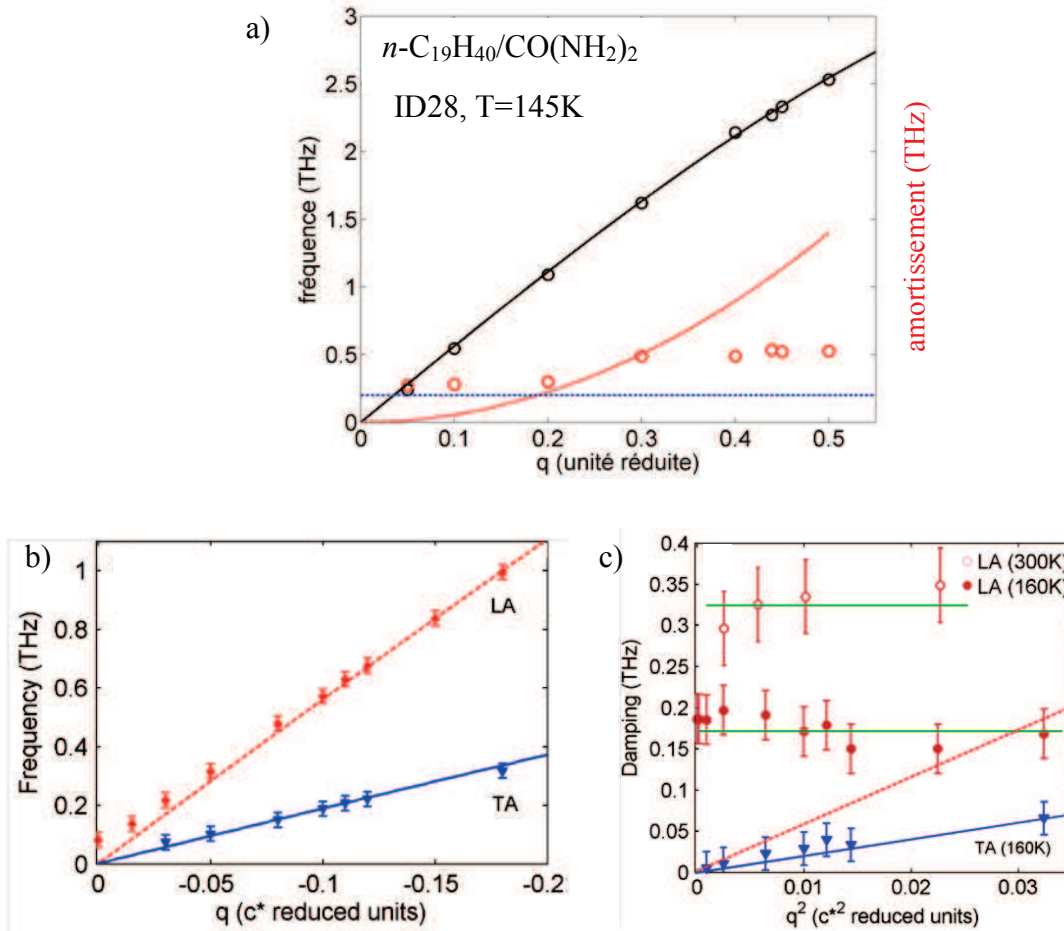 a)
n-C₁₉H₄₀/CO(NH₂)₂
ID28, T=145K
3
2.5
2
1.5
1
0.5
0
fréquence (THz)
amortissement (THz)
0 0.1 0.2 0.3 0.4 0.5
q (unité réduite)
b)
1
0.8
0.6
0.4
0.2
0
Frequency (THz)
LA
TA
0 -0.05 -0.1 -0.15 -0.2
q (c* reduced units)
c)
0.4
0.35
0.3
0.25
0.2
0.15
0.1
0.05
0
Damping (THz)
LA (300K)
LA (160K)
TA (160K)
0 0.01 0.02 0.03
q² (c*² reduced units)